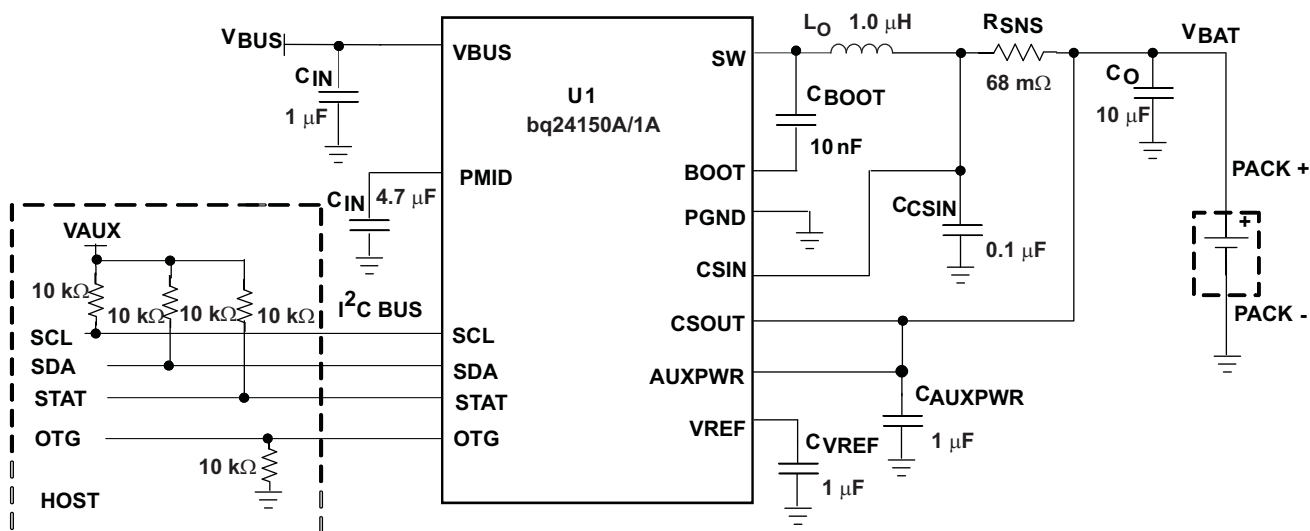 VBUS
CIN
1 μF
VBUS
U1
bq24150A/1A
SW
LO 1.0 μH
RSNS
68 mΩ
VBAT
CO
10 μF
CBOOT
10 nF
BOOT
PMID
CIN
4.7 μF
PGND
CCSIN
0.1 μF
CSIN
PACK +
+
PACK -
VAUX
10 kΩ
10 kΩ
10 kΩ
I2C BUS
SCL
SCL
CSOUT
SDA
SDA
AUXPWR
STAT
STAT
CAUXPWR
1 μF
OTG
OTG
VREF
CVREF
1 μF
10 kΩ
HOST